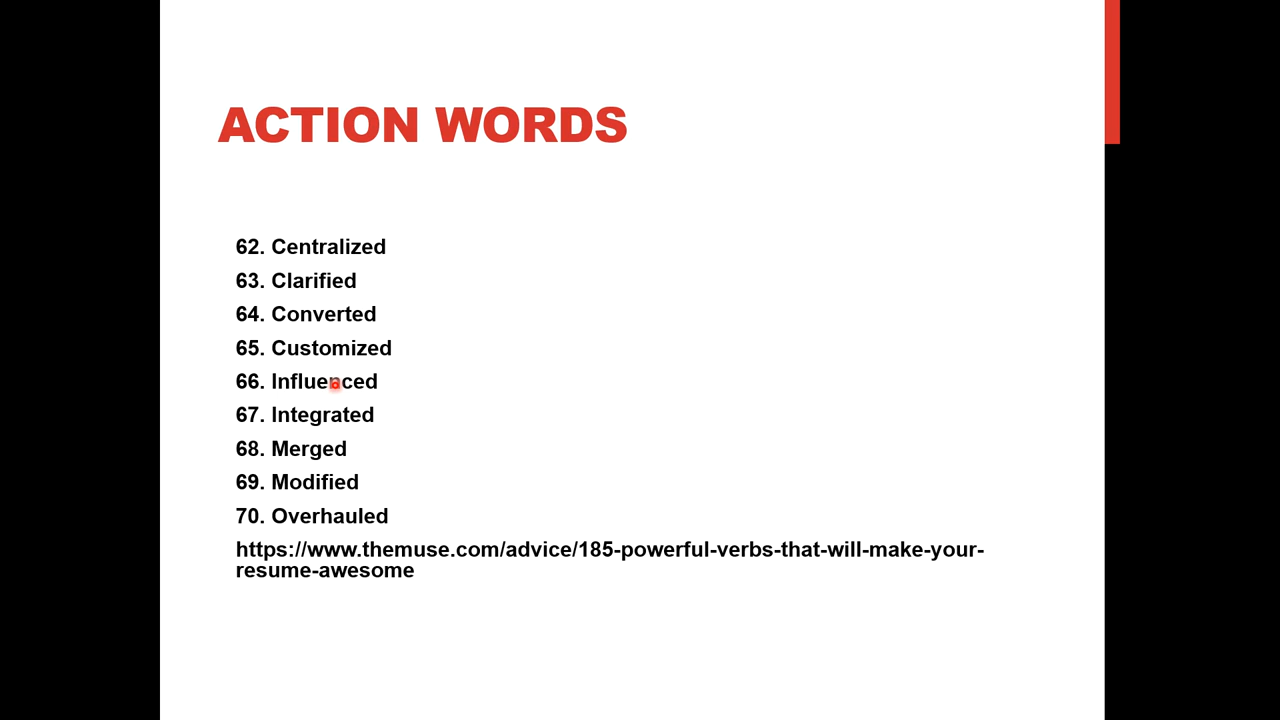 ACTION WORDS
62. Centralized
63. Clarified
64. Converted
65. Customized
66. Influenced
67. Integrated
68. Merged
69. Modified
70. Overhauled
https://www.themuse.com/advice/185-powerful-verbs-that-will-make-your-
resume-awesome